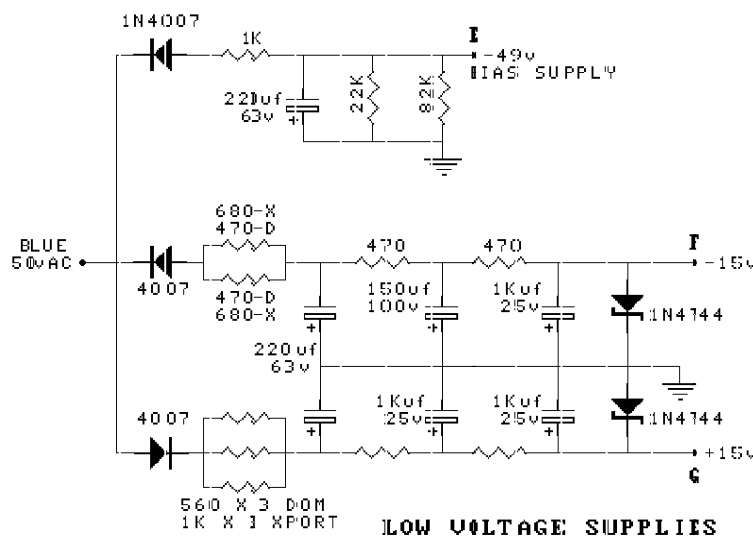 1N4007
1K
E
-49v
BIAS SUPPLY
220uf
63v
+
22K
82K
BLUE
50vAC
680-X
470-D
4007
470-D
680-X
470
470
F
-15v
150uf
100v
+
1Kuf
25v
+
1N4744
+
220uf
63v
4007
1Kuf
25v
+
1Kuf
25v
+
1N4744
+
+15v
G
560 X 3 DOM
1K X 3 XPORT
LOW VOLTAGE SUPPLIES